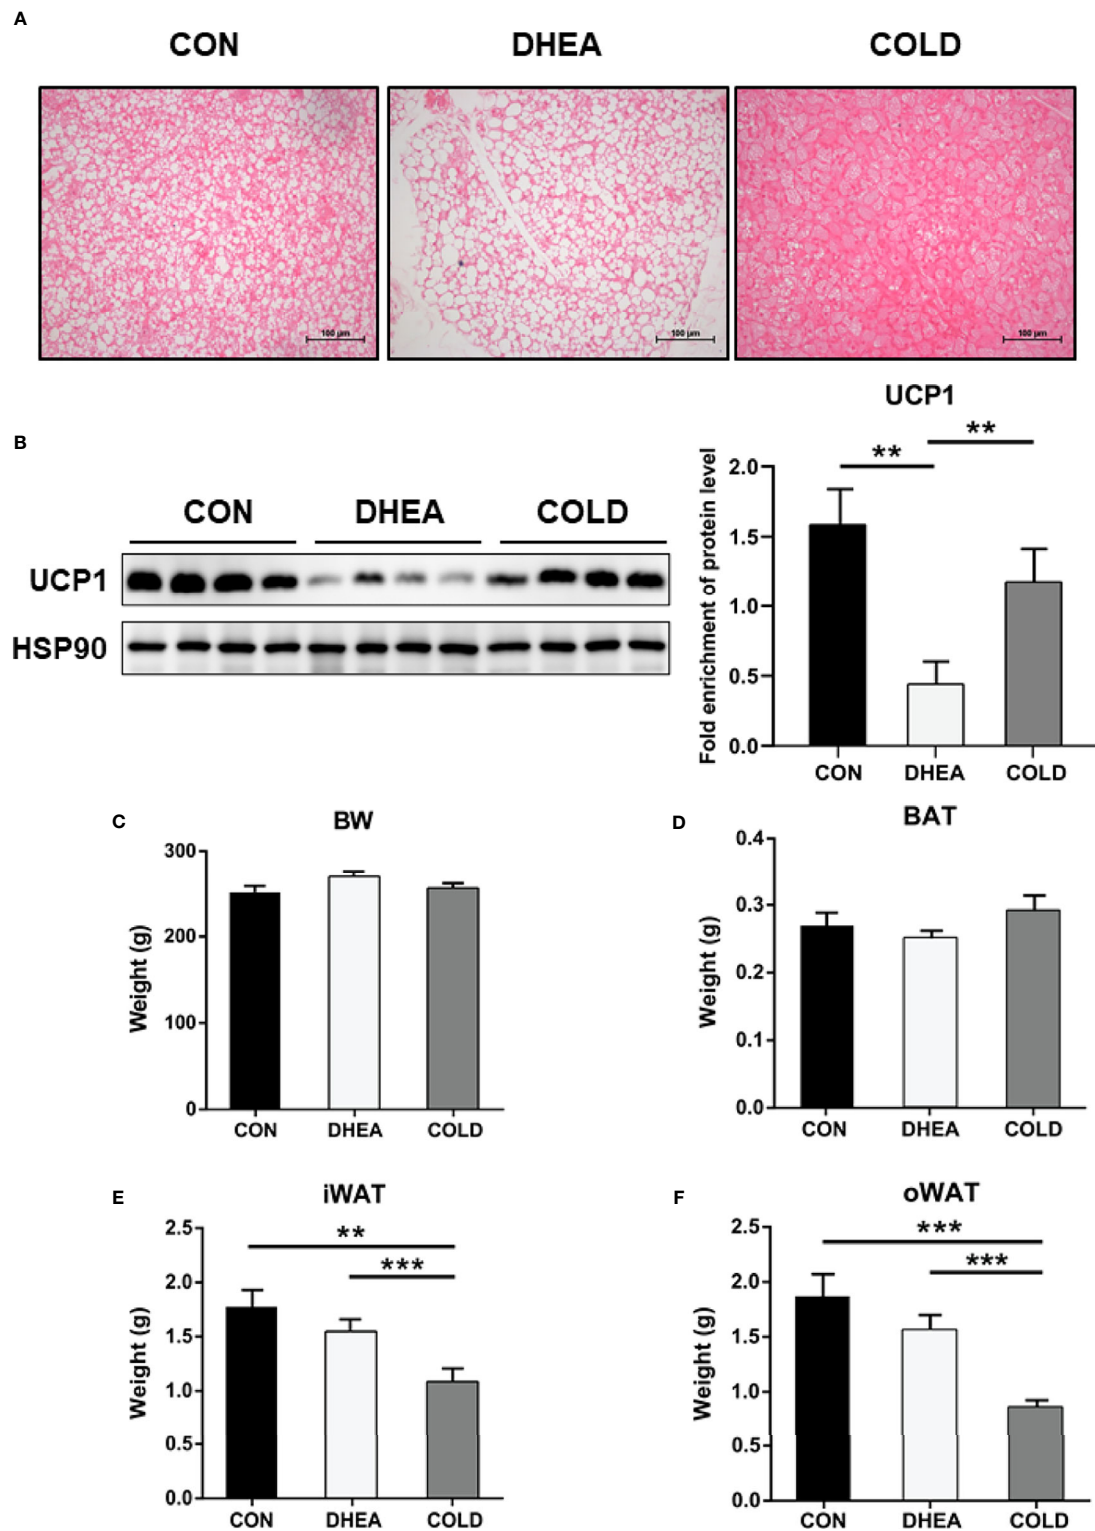 A
CON DHEA COLD
100 µm 100 µm 100 µm
B
CON DHEA COLD
UCP1
HSP90
UCP1
Fold enrichment of protein level
** **
2.0
1.5
1.0
0.5
0.0
CON DHEA COLD
C
BW
Weight (g)
300
200
100
0
CON DHEA COLD
D
BAT
Weight (g)
0.4
0.3
0.2
0.1
0.0
CON DHEA COLD
E
iWAT
Weight (g)
**
***
2.5
2.0
1.5
1.0
0.5
0.0
CON DHEA COLD
F
oWAT
Weight (g)
***
***
2.5
2.0
1.5
1.0
0.5
0.0
CON DHEA COLD